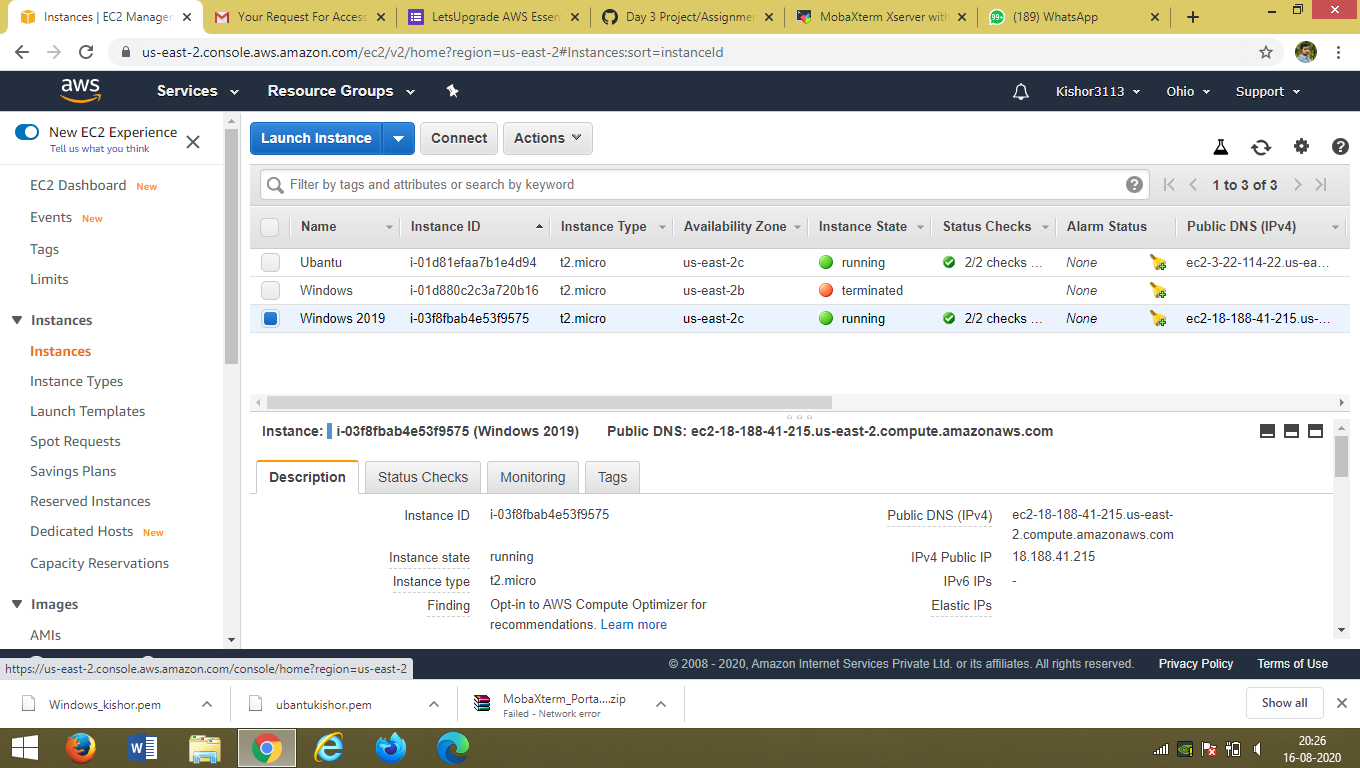 Instances | EC2 Manager
Your Request For Access
LetsUpgrade AWS Essen
Day 3 Project/Assignmen
MobaXterm Xserver with
99+
(189) WhatsApp
us-east-2.console.aws.amazon.com/ec2/v2/home?region=us-east-2#Instances:sort=instanceId
aws
Services
Resource Groups
Kishor3113
Ohio
Support
New EC2 Experience
Tell us what you think
EC2 Dashboard New
Events New
Tags
Limits
Instances
Instances
Instance Types
Launch Templates
Spot Requests
Savings Plans
Reserved Instances
Dedicated Hosts New
Capacity Reservations
Images
AMIs
Launch Instance
Connect
Actions
Filter by tags and attributes or search by keyword
1 to 3 of 3
Name Instance ID Instance Type Availability Zone Instance State Status Checks Alarm Status Public DNS (IPv4)
Ubantu i-01d81efaa7b1e4d94 t2.micro us-east-2c running 2/2 checks ... None ec2-3-22-114-22.us-ea...
Windows i-01d880c2c3a720b16 t2.micro us-east-2b terminated None
Windows 2019 i-03f8fbab4e53f9575 t2.micro us-east-2c running 2/2 checks ... None ec2-18-188-41-215.us-...
Instance: i-03f8fbab4e53f9575 (Windows 2019) Public DNS: ec2-18-188-41-215.us-east-2.compute.amazonaws.com
Description
Status Checks
Monitoring
Tags
Instance ID i-03f8fbab4e53f9575
Instance state running
Instance type t2.micro
Finding Opt-in to AWS Compute Optimizer for
recommendations. Learn more
Public DNS (IPv4) ec2-18-188-41-215.us-east-
2.compute.amazonaws.com
IPv4 Public IP 18.188.41.215
IPv6 IPs -
Elastic IPs
https://us-east-2.console.aws.amazon.com/console/home?region=us-east-2
© 2008 - 2020, Amazon Internet Services Private Ltd. or its affiliates. All rights reserved.
Privacy Policy
Terms of Use
Windows_kishor.pem
ubantukishor.pem
MobaXterm_Porta....zip
Failed - Network error
Show all
20:26
16-08-2020